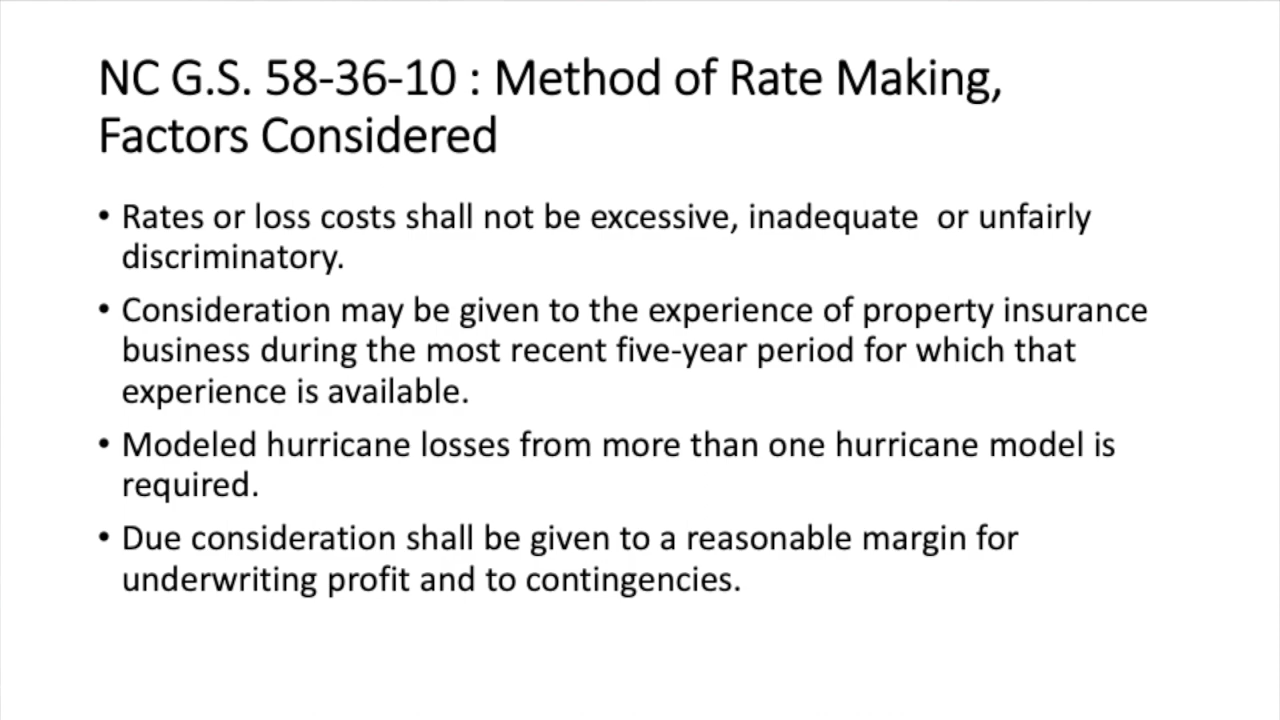 NC G.S. 58-36-10 : Method of Rate Making,
Factors Considered
• Rates or loss costs shall not be excessive, inadequate  or unfairly
discriminatory.
• Consideration may be given to the experience of property insurance
business during the most recent five-year period for which that
experience is available.
• Modeled hurricane losses from more than one hurricane model is
required.
• Due consideration shall be given to a reasonable margin for
underwriting profit and to contingencies.